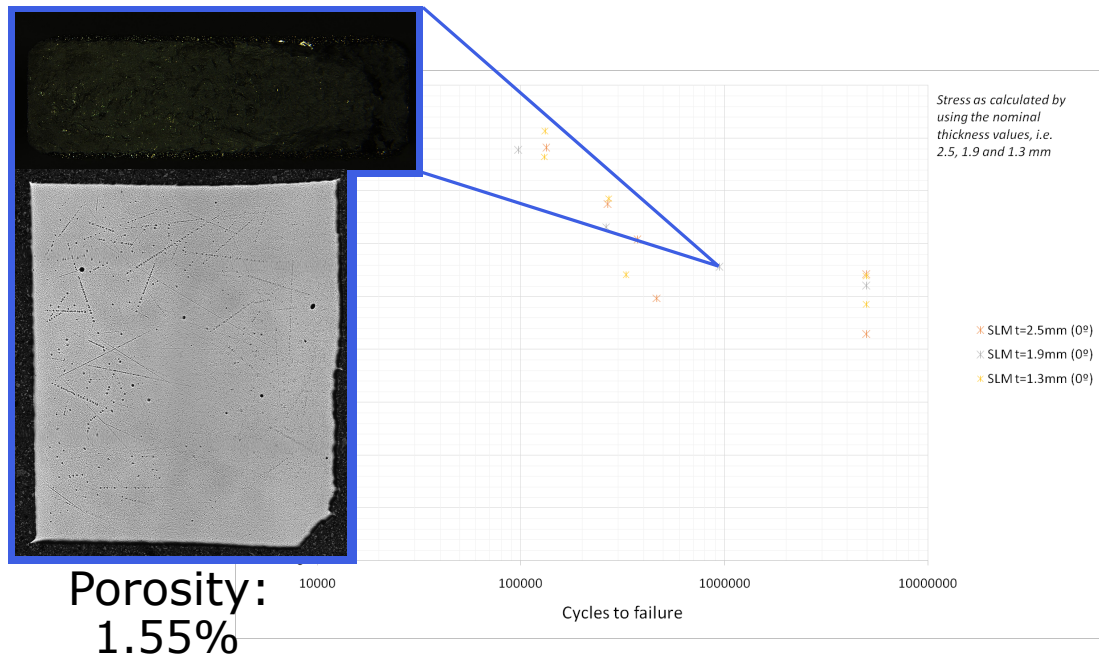 Stress as calculated by
using the nominal
thickness values, i.e.
2.5, 1.9 and 1.3 mm
SLM t=2.5mm (0º)
SLM t=1.9mm (0º)
SLM t=1.3mm (0º)
10000 100000 1000000 10000000
Cycles to failure
Porosity:
1.55%